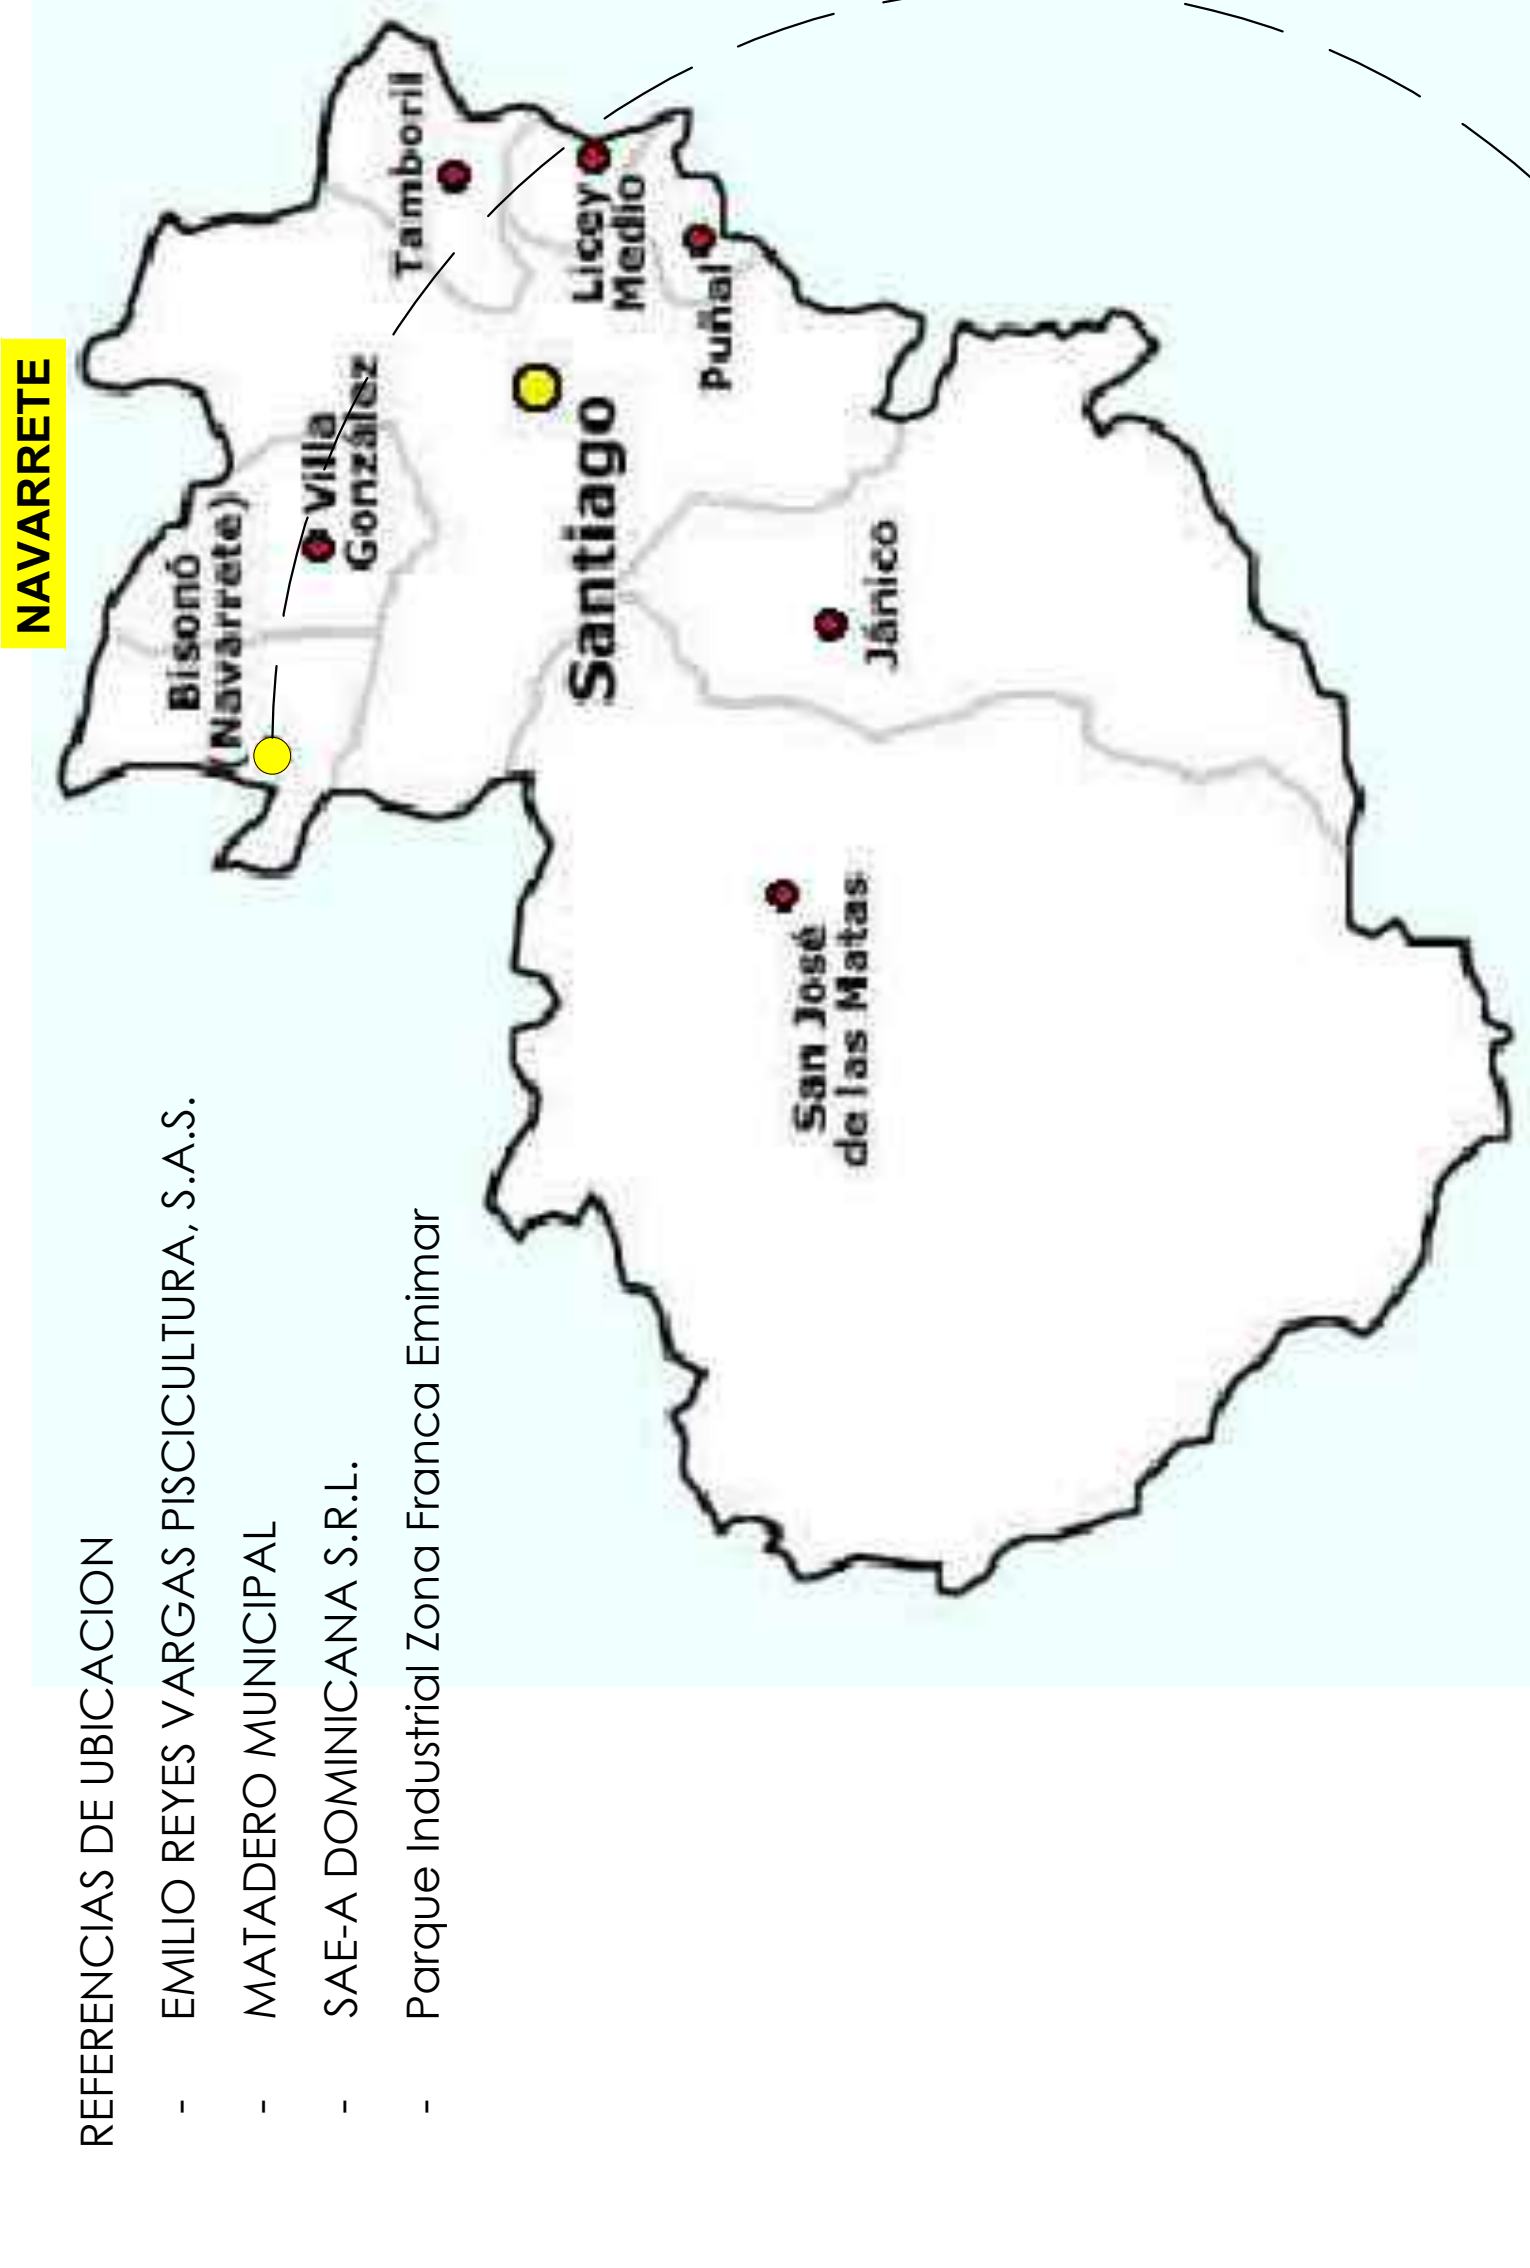 REFERENCIAS DE UBICACION
- EMILIO REYES VARGAS PISCICULTURA, S.A.S.
- MATADERO MUNICIPAL
- SAE-A DOMINICANA S.R.L.
- Parque Industrial Zona Franca Emimar
NAVARRETE
Bisonó
(Navarrete)
Villa
González
Tamboril
Santiago
Licey
Medio
Puñal
Jánico
San José
de las Matas